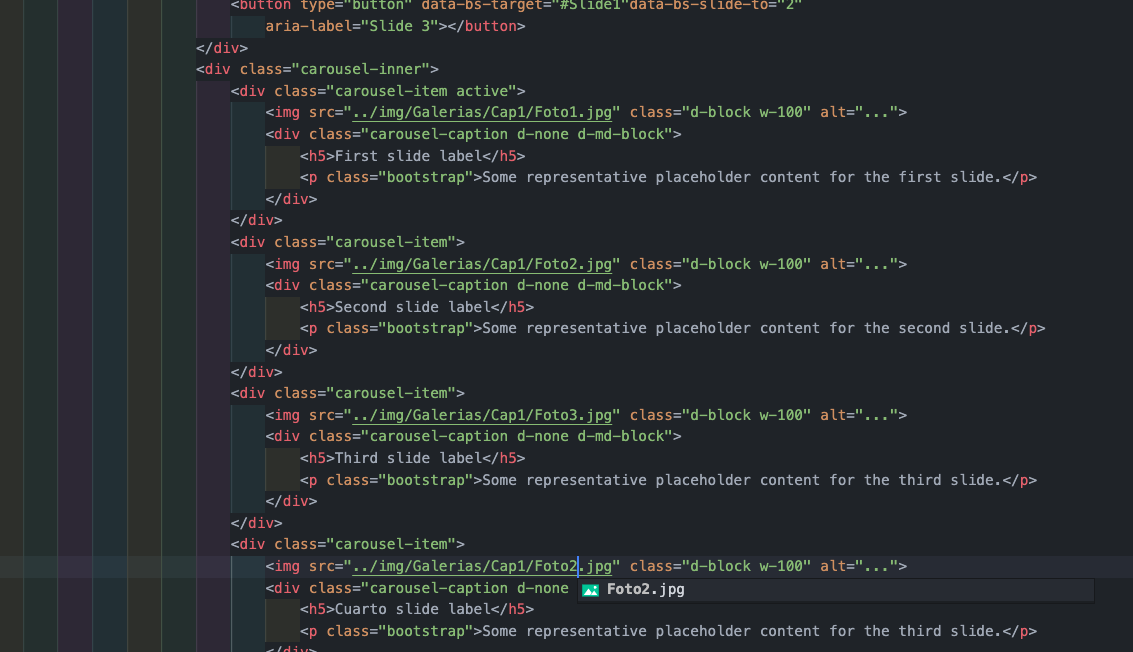 <button type="button" data-bs-target="#Slide1"data-bs-slide-to="2"
aria-label="Slide 3"></button>
</div>
<div class="carousel-inner">
<div class="carousel-item active">
<img src="../img/Galerias/Cap1/Foto1.jpg" class="d-block w-100" alt="...">
<div class="carousel-caption d-none d-md-block">
<h5>First slide label</h5>
<p class="bootstrap">Some representative placeholder content for the first slide.</p>
</div>
</div>
<div class="carousel-item">
<img src="../img/Galerias/Cap1/Foto2.jpg" class="d-block w-100" alt="...">
<div class="carousel-caption d-none d-md-block">
<h5>Second slide label</h5>
<p class="bootstrap">Some representative placeholder content for the second slide.</p>
</div>
</div>
<div class="carousel-item">
<img src="../img/Galerias/Cap1/Foto3.jpg" class="d-block w-100" alt="...">
<div class="carousel-caption d-none d-md-block">
<h5>Third slide label</h5>
<p class="bootstrap">Some representative placeholder content for the third slide.</p>
</div>
</div>
<div class="carousel-item">
<img src="../img/Galerias/Cap1/Foto2.jpg" class="d-block w-100" alt="...">
<div class="carousel-caption d-none
Foto2.jpg
<h5>Cuarto slide label</h5>
<p class="bootstrap">Some representative placeholder content for the third slide.</p>
</div>